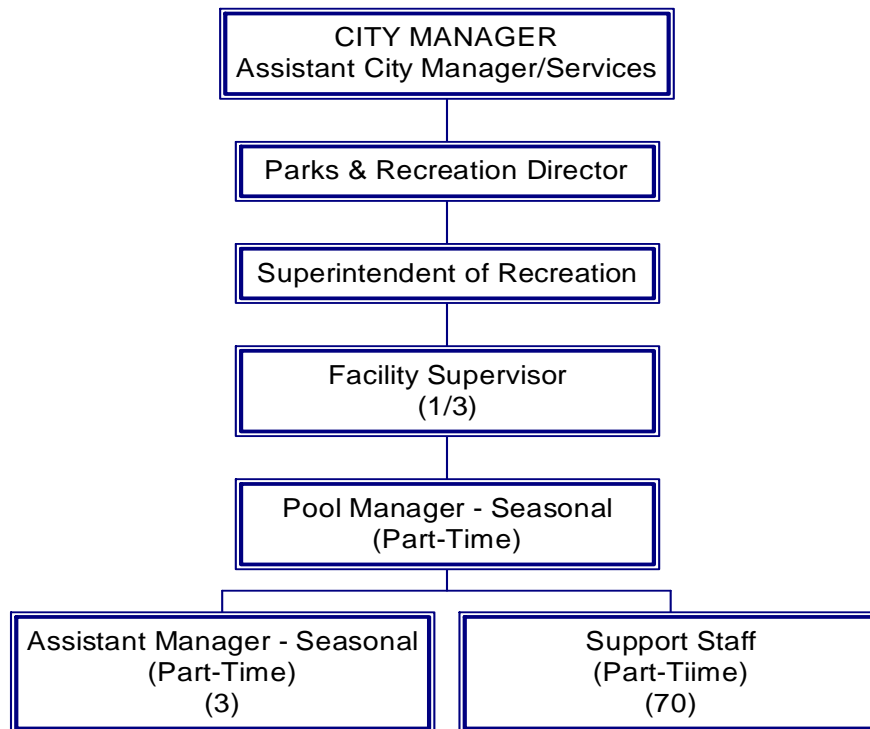 CITY MANAGER
Assistant City Manager/Services
Parks & Recreation Director
Superintendent of Recreation
Facility Supervisor
(1/3)
Pool Manager - Seasonal
(Part-Time)
Assistant Manager - Seasonal
(Part-Time)
(3)
Support Staff
(Part-Tiime)
(70)